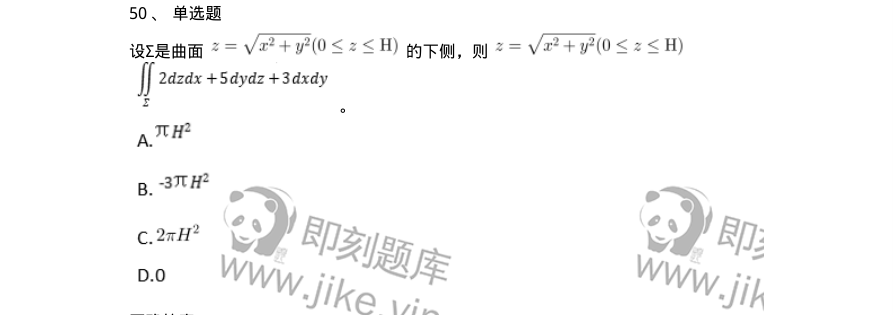 50 、 单选题
设Σ是曲面 z = √(x² + y²)(0 ≤ z ≤ H) 的下侧，则 z = √(x² + y²)(0 ≤ z ≤ H)
∬_Σ 2dzdx + 5dydz + 3dxdy 。
A. πH²
B. -3πH²
C. 2πH²
D.0
即刻题库 即刻
www.jike.vip www.jik